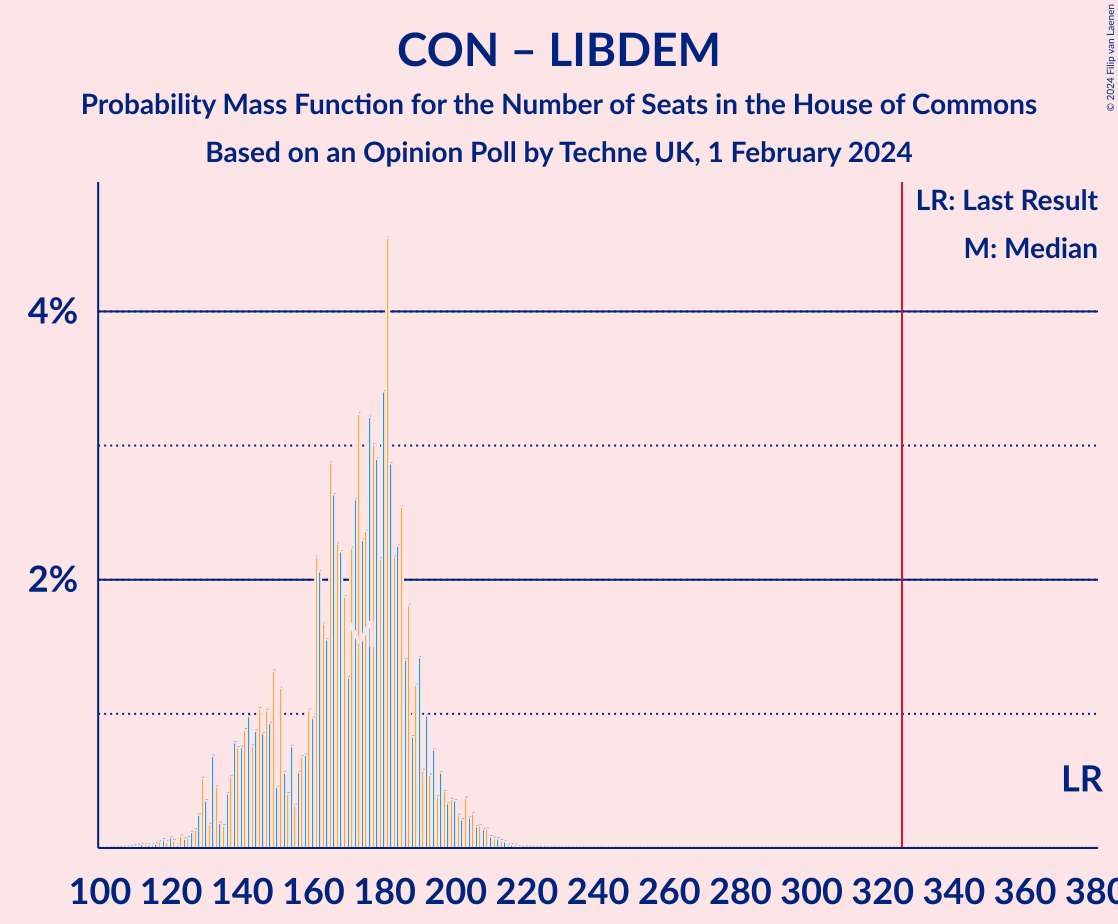 CON – LIBDEM
Probability Mass Function for the Number of Seats in the House of Commons
Based on an Opinion Poll by Techne UK, 1 February 2024
© 2024 Filip van Laenen
LR: Last Result
M: Median
4%
2%
M
LR
100 120 140 160 180 200 220 240 260 280 300 320 340 360 380